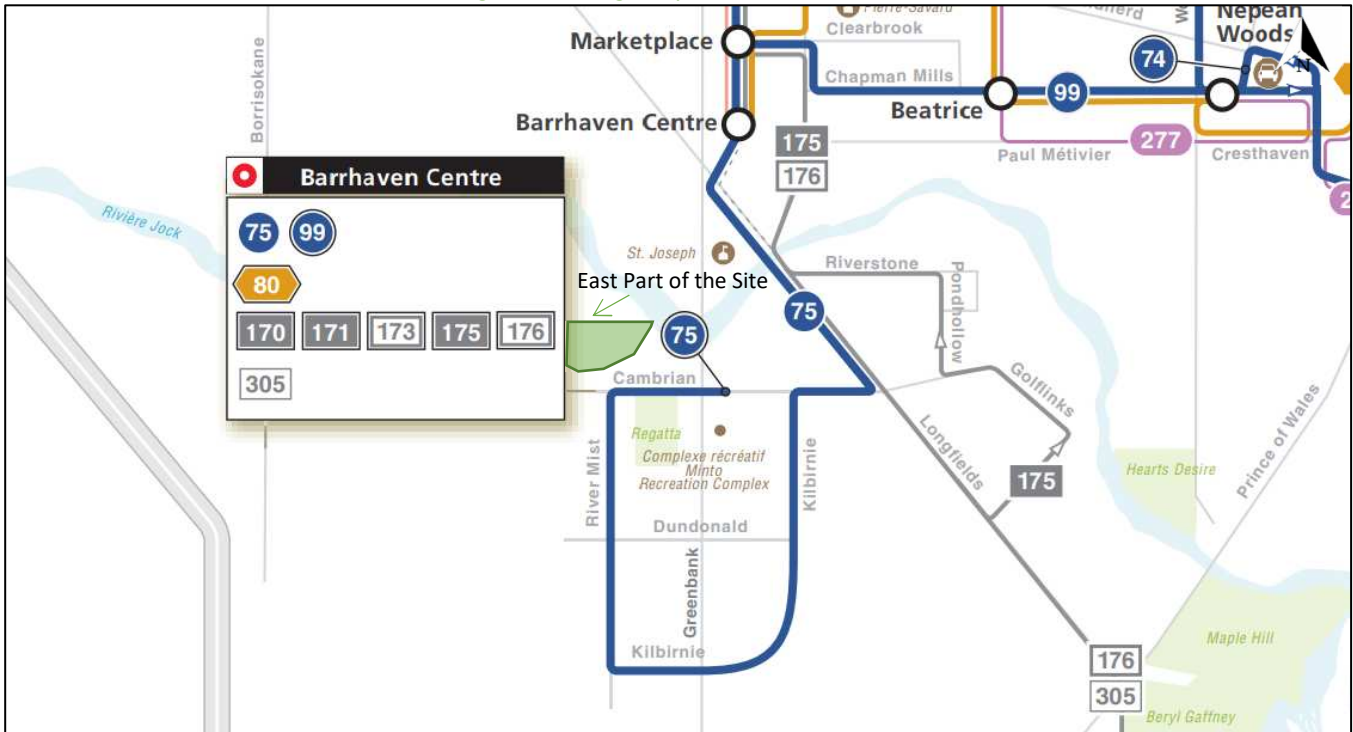 Pierre-Savard
Clearbrook
Marketplace
Nepean
Woods
N
74
Chapman Mills
99
Beatrice
Borrisokane
Barrhaven Centre
175
176
Paul Métivier
277
Cresthaven
Barrhaven Centre
75
99
80
170
171
173
175
176
305
Rivière Jock
St. Joseph
Riverstone
Pondhollow
East Part of the Site
75
75
Cambrian
Golflinks
Regatta
Complexe récréatif
Minto
Recreation Complex
River Mist
Kilbirnie
Longfields
175
Hearts Desire
Prince of Wales
Dundonald
Greenbank
Kilbirnie
Maple Hill
176
305
Beryl Gaffney